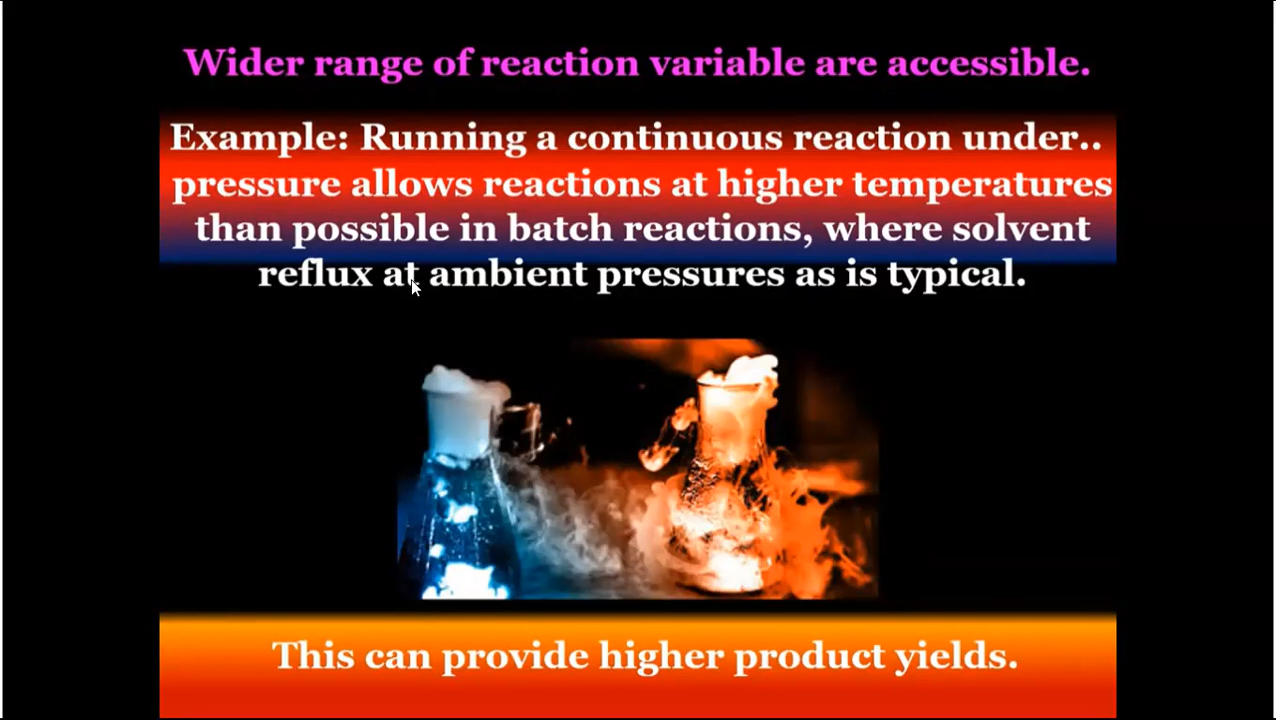 Wider range of reaction variable are accessible.
Example: Running a continuous reaction under..
pressure allows reactions at higher temperatures
than possible in batch reactions, where solvent
reflux at ambient pressures as is typical.
This can provide higher product yields.